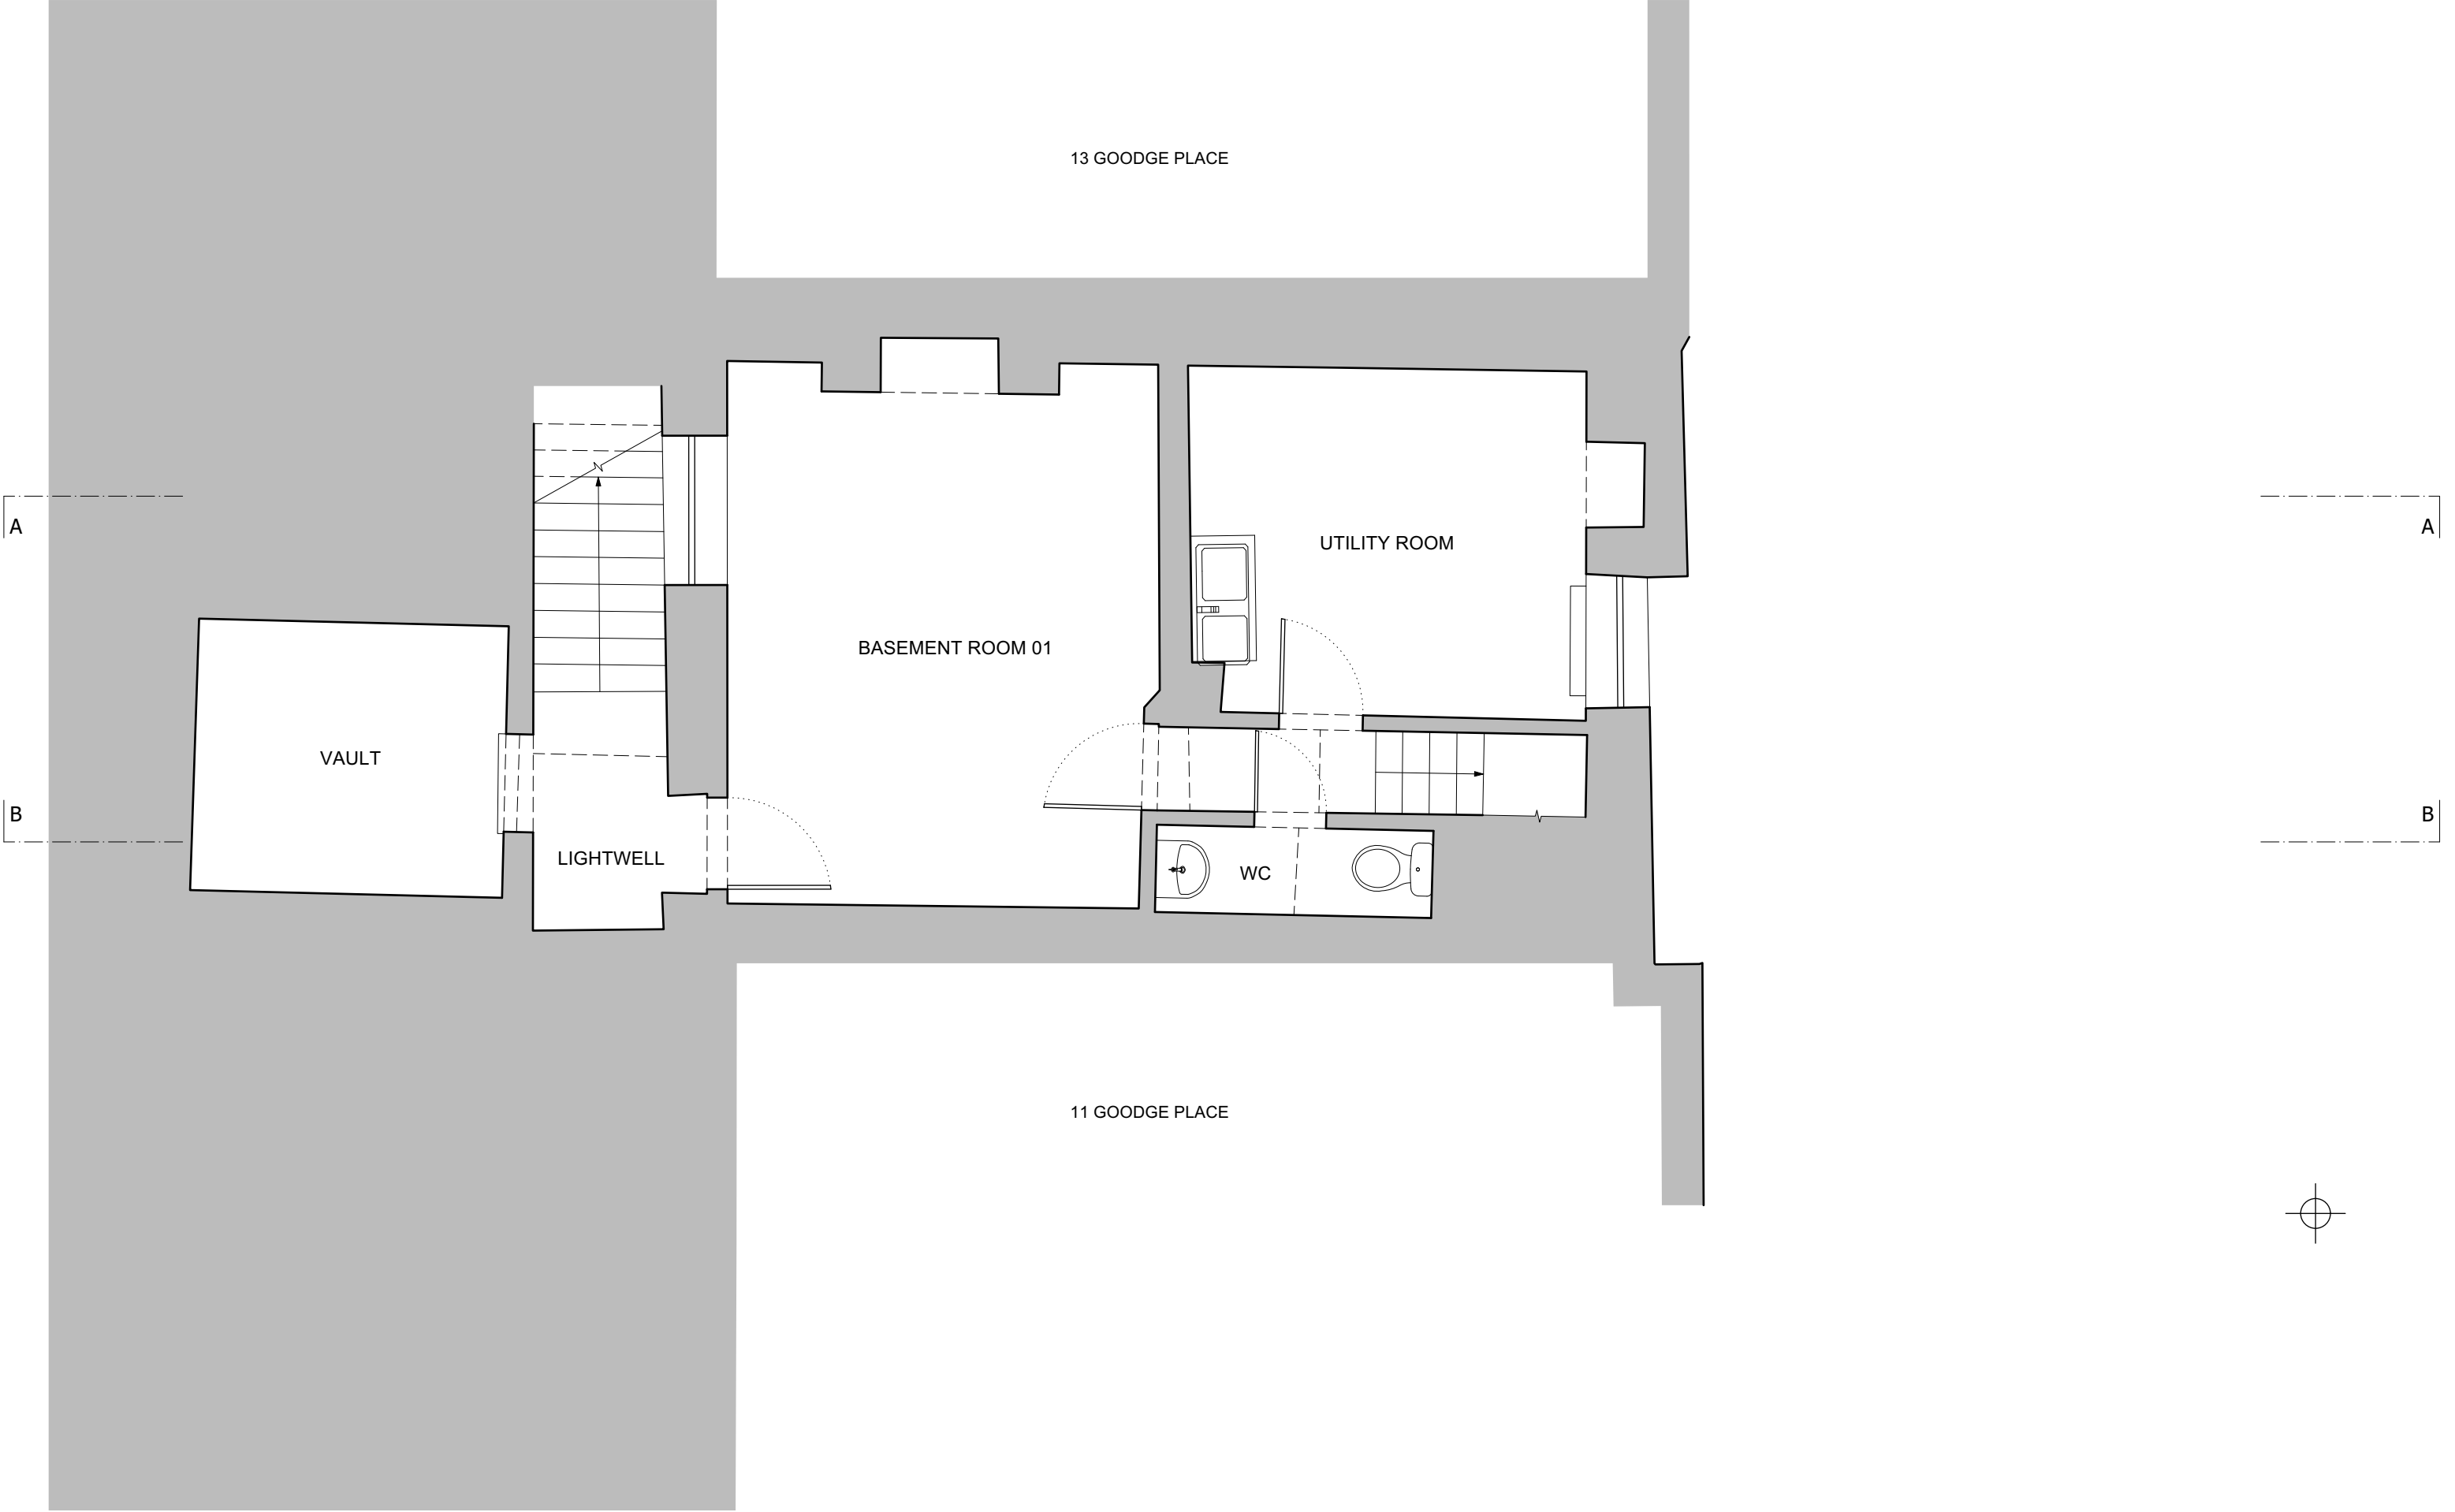 13 GOODGE PLACE
A
A
UTILITY ROOM
BASEMENT ROOM 01
VAULT
B
B
LIGHTWELL
WC
11 GOODGE PLACE